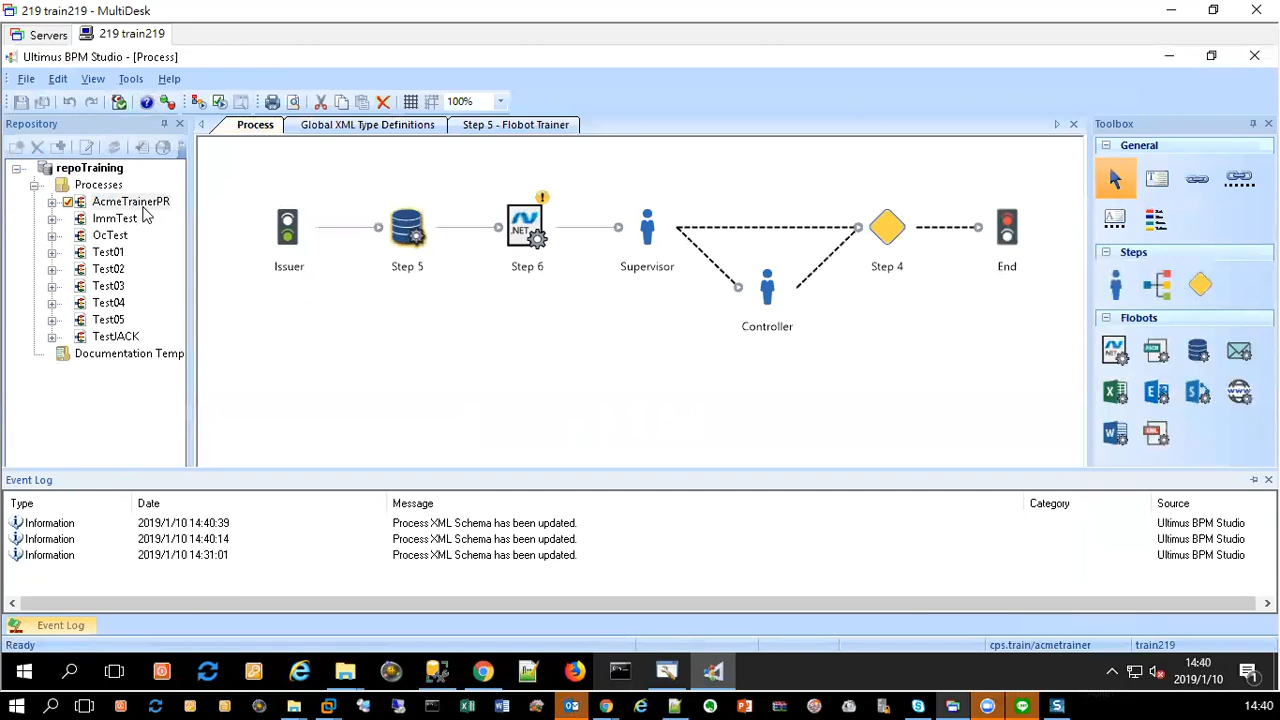 219 train219 - MultiDesk
Servers 219 train219
Ultimus BPM Studio - [Process]
File Edit View Tools Help
100%
Repository
Process Global XML Type Definitions Step 5 - Flobot Trainer
Toolbox
General
repoTraining
Processes
AcmeTrainerPR
ImmTest
OcTest
Test01
Test02
Test03
Test04
Test05
TestJACK
Documentation Temp
.NET
Issuer Step 5 Step 6 Supervisor Step 4 End
Controller
Steps
Flobots
Event Log
Type Date Message Category Source
Information 2019/1/10 14:40:39 Process XML Schema has been updated. Ultimus BPM Studio
Information 2019/1/10 14:40:14 Process XML Schema has been updated. Ultimus BPM Studio
Information 2019/1/10 14:31:01 Process XML Schema has been updated. Ultimus BPM Studio
Event Log
Ready cps.train/acmetrainer train219
14:40
2019/1/10
14:40